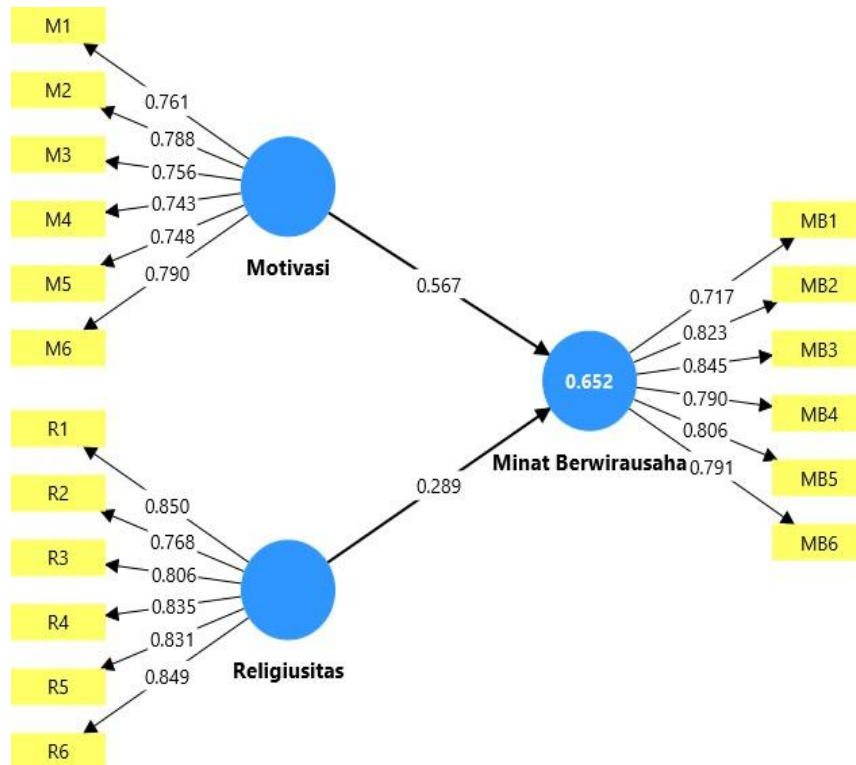 M1
M2
M3
M4
M5
M6
0.761
0.788
0.756
0.743
0.748
0.790
Motivasi
R1
R2
R3
R4
R5
R6
0.850
0.768
0.806
0.835
0.831
0.849
Religiusitas
0.567
0.289
0.652
Minat Berwirausaha
0.717
0.823
0.845
0.790
0.806
0.791
MB1
MB2
MB3
MB4
MB5
MB6